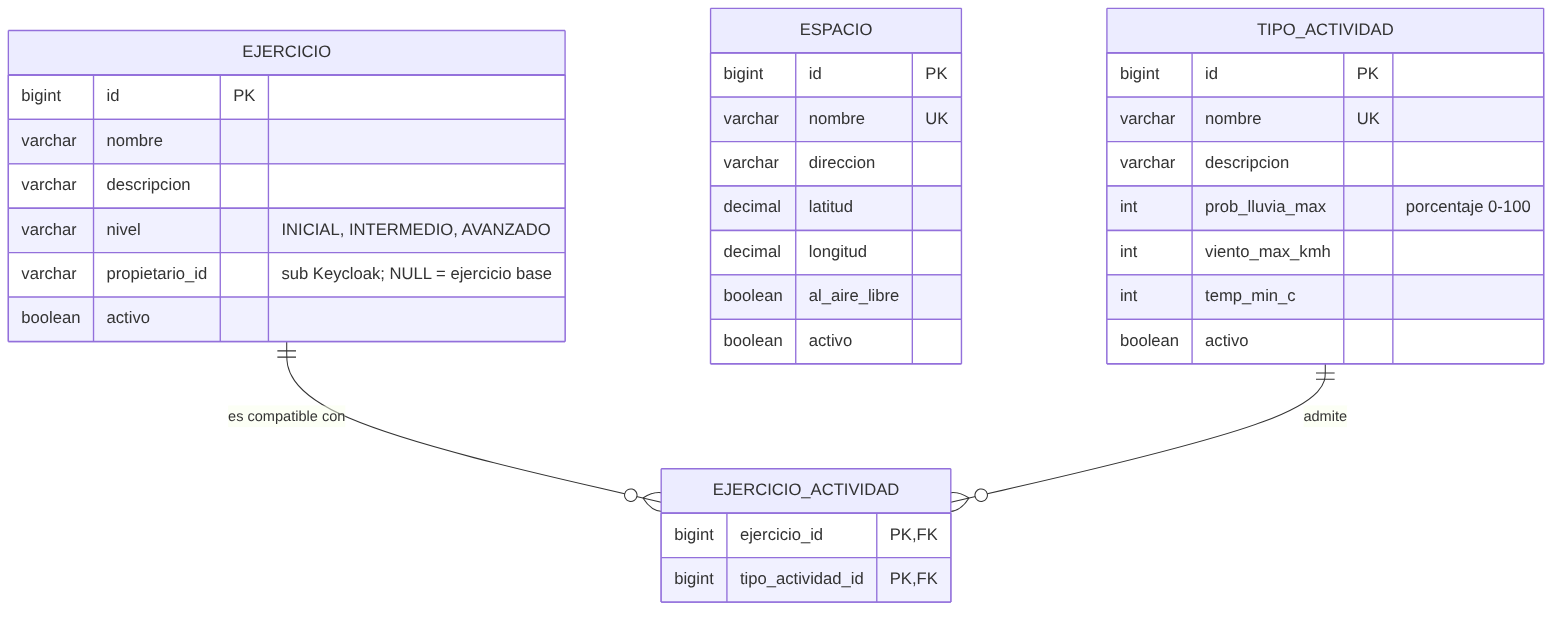 EJERCICIO
bigint id PK
varchar nombre
varchar descripcion
varchar nivel INICIAL, INTERMEDIO, AVANZADO
varchar propietario_id sub Keycloak; NULL = ejercicio base
boolean activo
ESPACIO
bigint id PK
varchar nombre UK
varchar direccion
decimal latitud
decimal longitud
boolean al_aire_libre
boolean activo
TIPO_ACTIVIDAD
bigint id PK
varchar nombre UK
varchar descripcion
int prob_lluvia_max porcentaje 0-100
int viento_max_kmh
int temp_min_c
boolean activo
es compatible con
admite
EJERCICIO_ACTIVIDAD
bigint ejercicio_id PK,FK
bigint tipo_actividad_id PK,FK